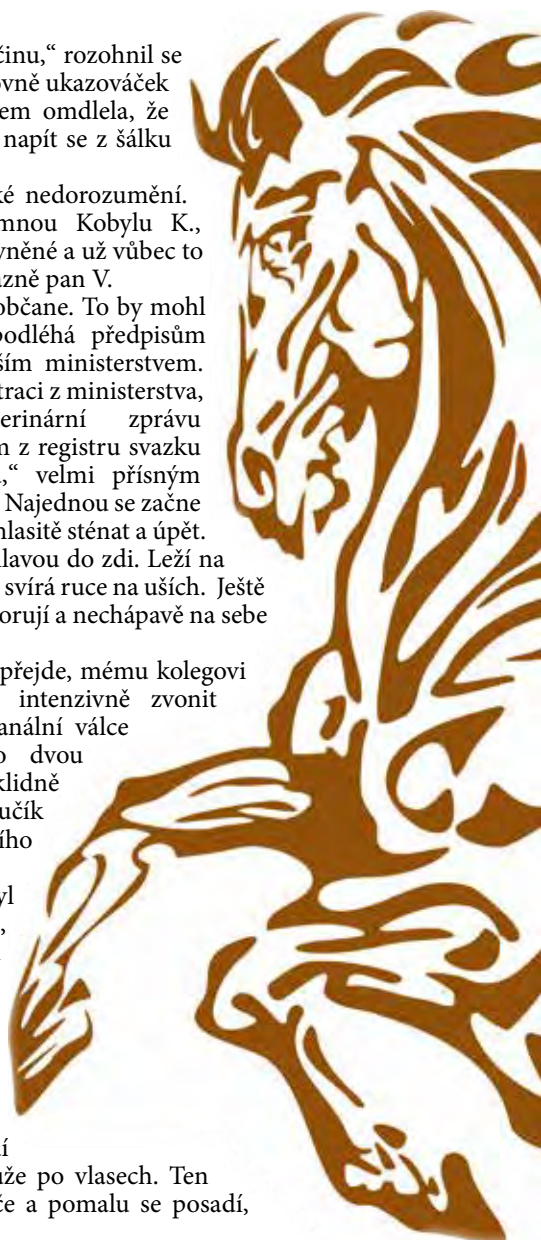 činu,“ rozohnil se
ovně ukazováček
em omdlela, že
napít se z šálku
ké nedorozumění.
mnou Kobylu K.,
yněné a už vůbec to
azně pan V.
občane. To by mohl
podléhá předpisům
ším ministerstvem.
traci z ministerstva,
erinární zprávu
m z registru svazku
,“ velmi přísným
Najednou se začne
hlasitě sténat a úpět.
hlavou do zdi. Leží na
svírá ruce na uších. Ještě
orují a nechápavě na sebe
přejde, mému kolegovi
intenzivně zvonit
anální válce
o dvou
klidně
učík
ího
yl
,
í
uže po vlasech. Ten
če a pomalu se posadí,